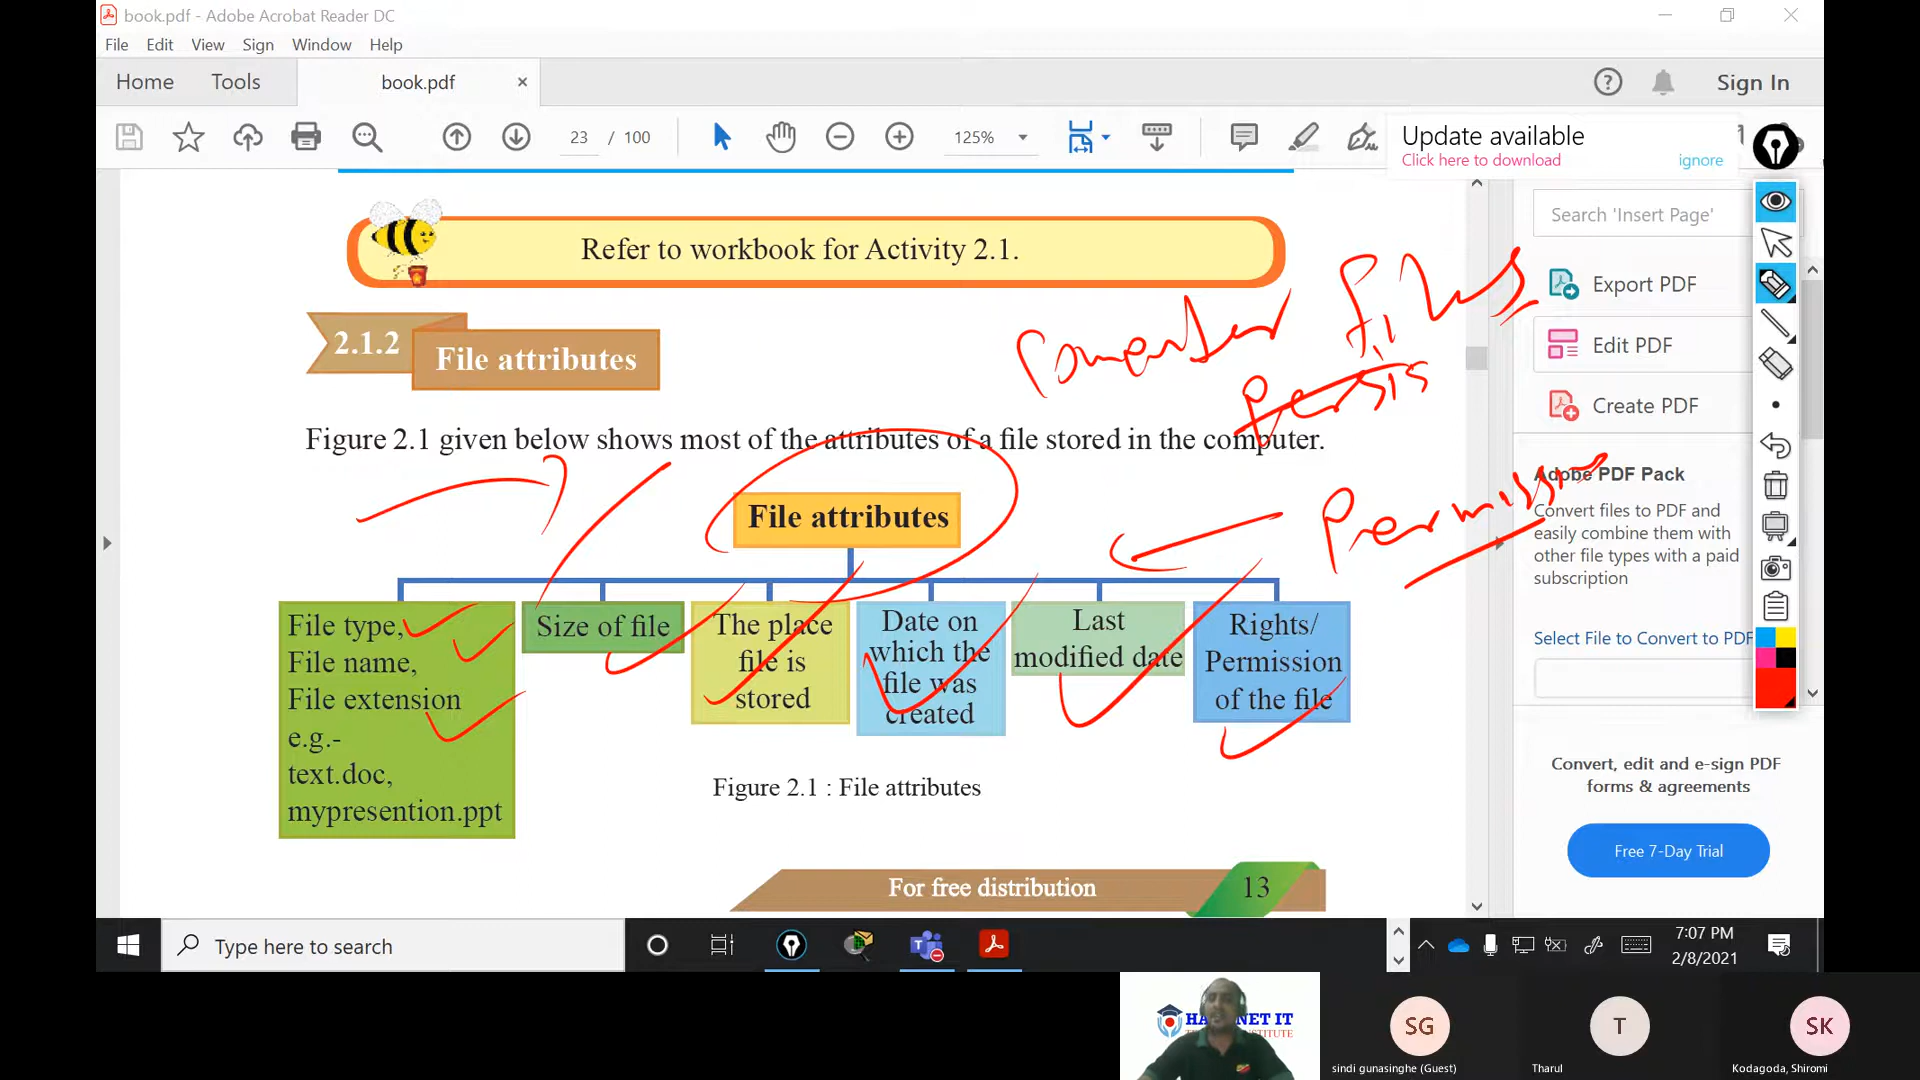 book.pdf - Adobe Acrobat Reader DC
File Edit View Sign Window Help
Home Tools book.pdf × ? Sign In
23 / 100 125%
Update available
Click here to download ignore
Refer to workbook for Activity 2.1.
Search 'Insert Page'
Export PDF
Edit PDF
Create PDF
2.1.2 File attributes
Figure 2.1 given below shows most of the attributes of a file stored in the computer.
Permission
Adobe PDF Pack
Convert files to PDF and
easily combine them with
other file types with a paid
subscription
Select File to Convert to PDF
Convert, edit and e-sign PDF
forms & agreements
Free 7-Day Trial
File attributes
File type,
File name,
File extension
e.g.-
text.doc,
mypresention.ppt
Size of file
The place
file is
stored
Date on
which the
file was
created
Last
modified date
Rights/
Permission
of the file
Figure 2.1 : File attributes
For free distribution 13
Type here to search
7:07 PM
2/8/2021
NET IT
SG
T
SK
sindi gunasinghe (Guest)
Tharul
Kodagoda, Shiromi